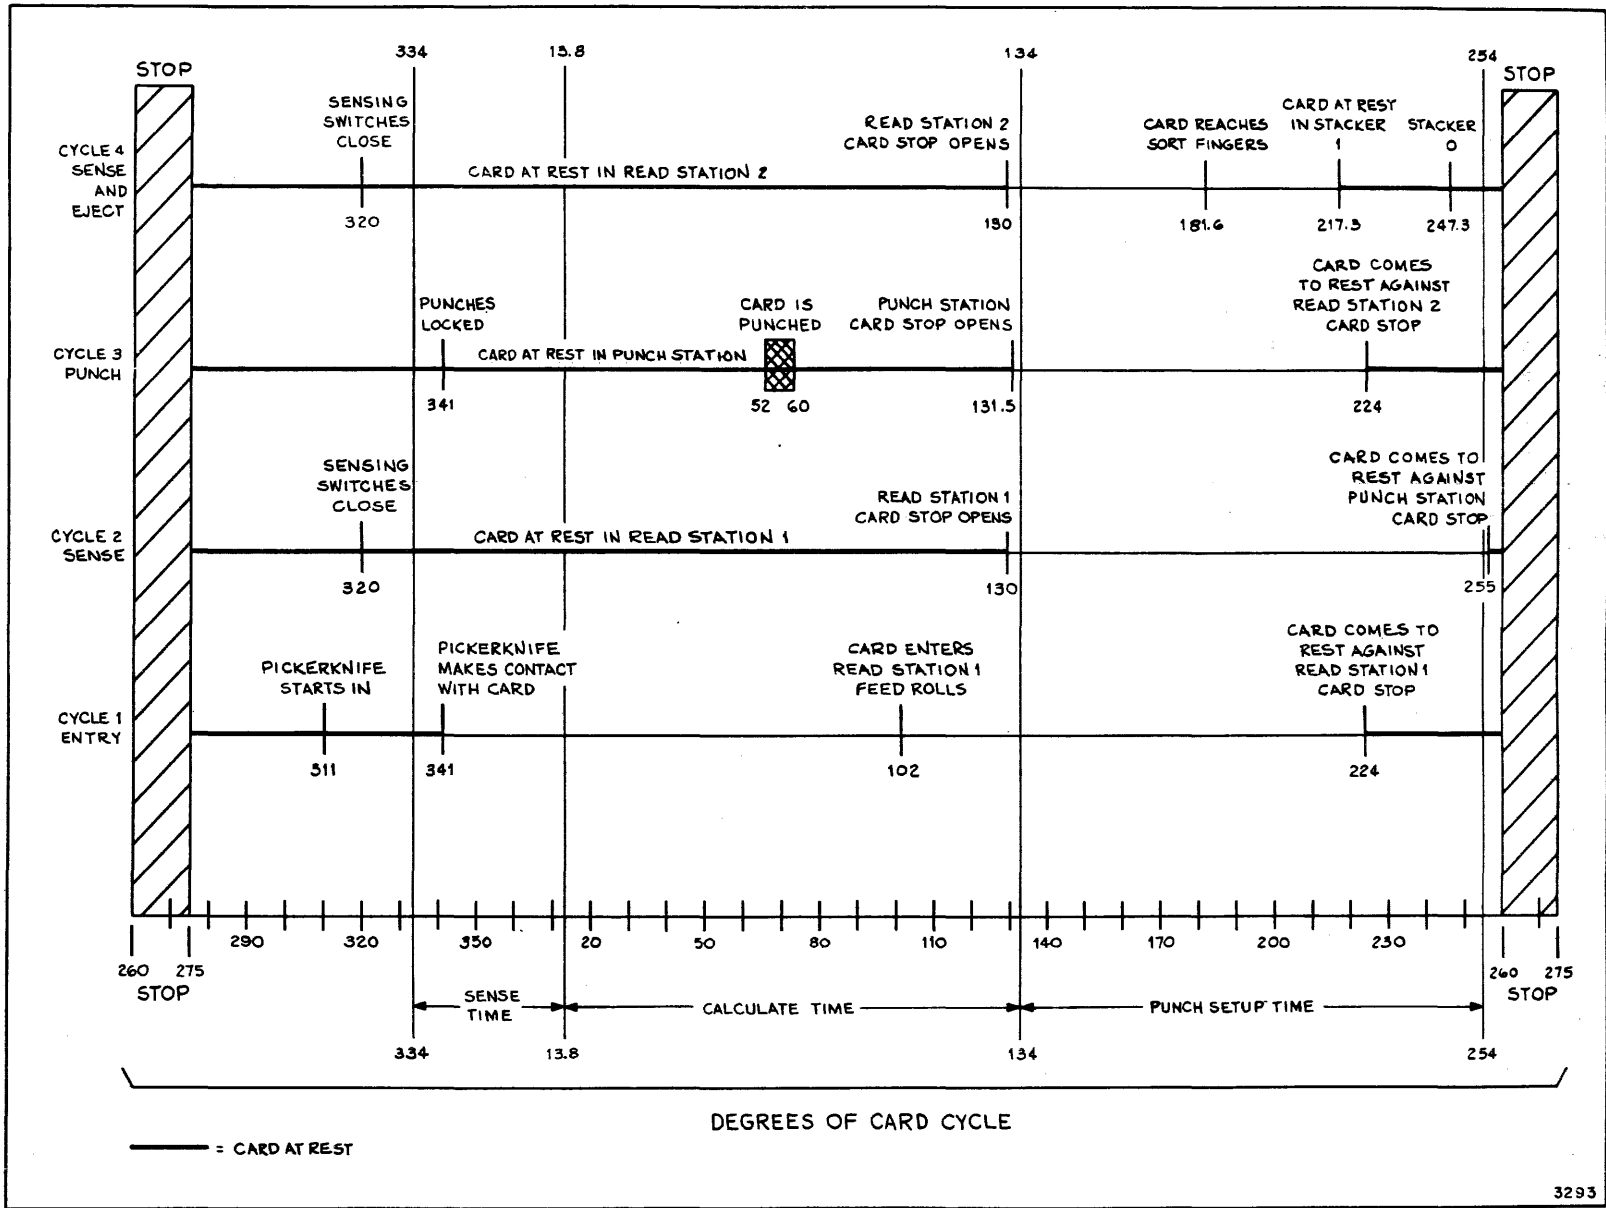 334
13.8
134
254
STOP
STOP
SENSING
SWITCHES
CLOSE
READ STATION 2
CARD STOP OPENS
CARD REACHES
SORT FINGERS
CARD AT REST
IN STACKER
1
STACKER
0
CYCLE 4
SENSE
AND
EJECT
CARD AT REST IN READ STATION 2
320
130
181.6
217.3
247.3
PUNCHES
LOCKED
CARD IS
PUNCHED
PUNCH STATION
CARD STOP OPENS
CARD COMES
TO REST AGAINST
READ STATION 2
CARD STOP
CYCLE 3
PUNCH
CARD AT REST IN PUNCH STATION
341
52 60
131.5
224
SENSING
SWITCHES
CLOSE
READ STATION 1
CARD STOP OPENS
CARD COMES TO
REST AGAINST
PUNCH STATION
CARD STOP
CYCLE 2
SENSE
CARD AT REST IN READ STATION 1
320
130
255
PICKERKNIFE
STARTS IN
PICKERKNIFE
MAKES CONTACT
WITH CARD
CARD ENTERS
READ STATION 1
FEED ROLLS
CARD COMES TO
REST AGAINST
READ STATION 1
CARD STOP
CYCLE 1
ENTRY
311
341
102
224
290 320 350 20 50 80 110 140 170 200 230
260 275
STOP
260 275
STOP
SENSE
TIME
CALCULATE TIME
PUNCH SETUP TIME
334
13.8
134
254
DEGREES OF CARD CYCLE
= CARD AT REST
3293